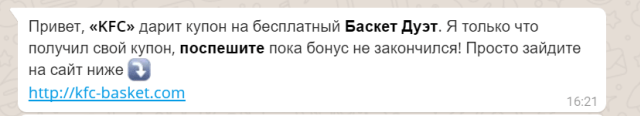 Привет, «KFC» дарит купон на бесплатный Баскет Дуэт. Я только что
получил свой купон, поспешите пока бонус не закончился! Просто зайдите
на сайт ниже ⤵️
http://kfc-basket.com
16:21